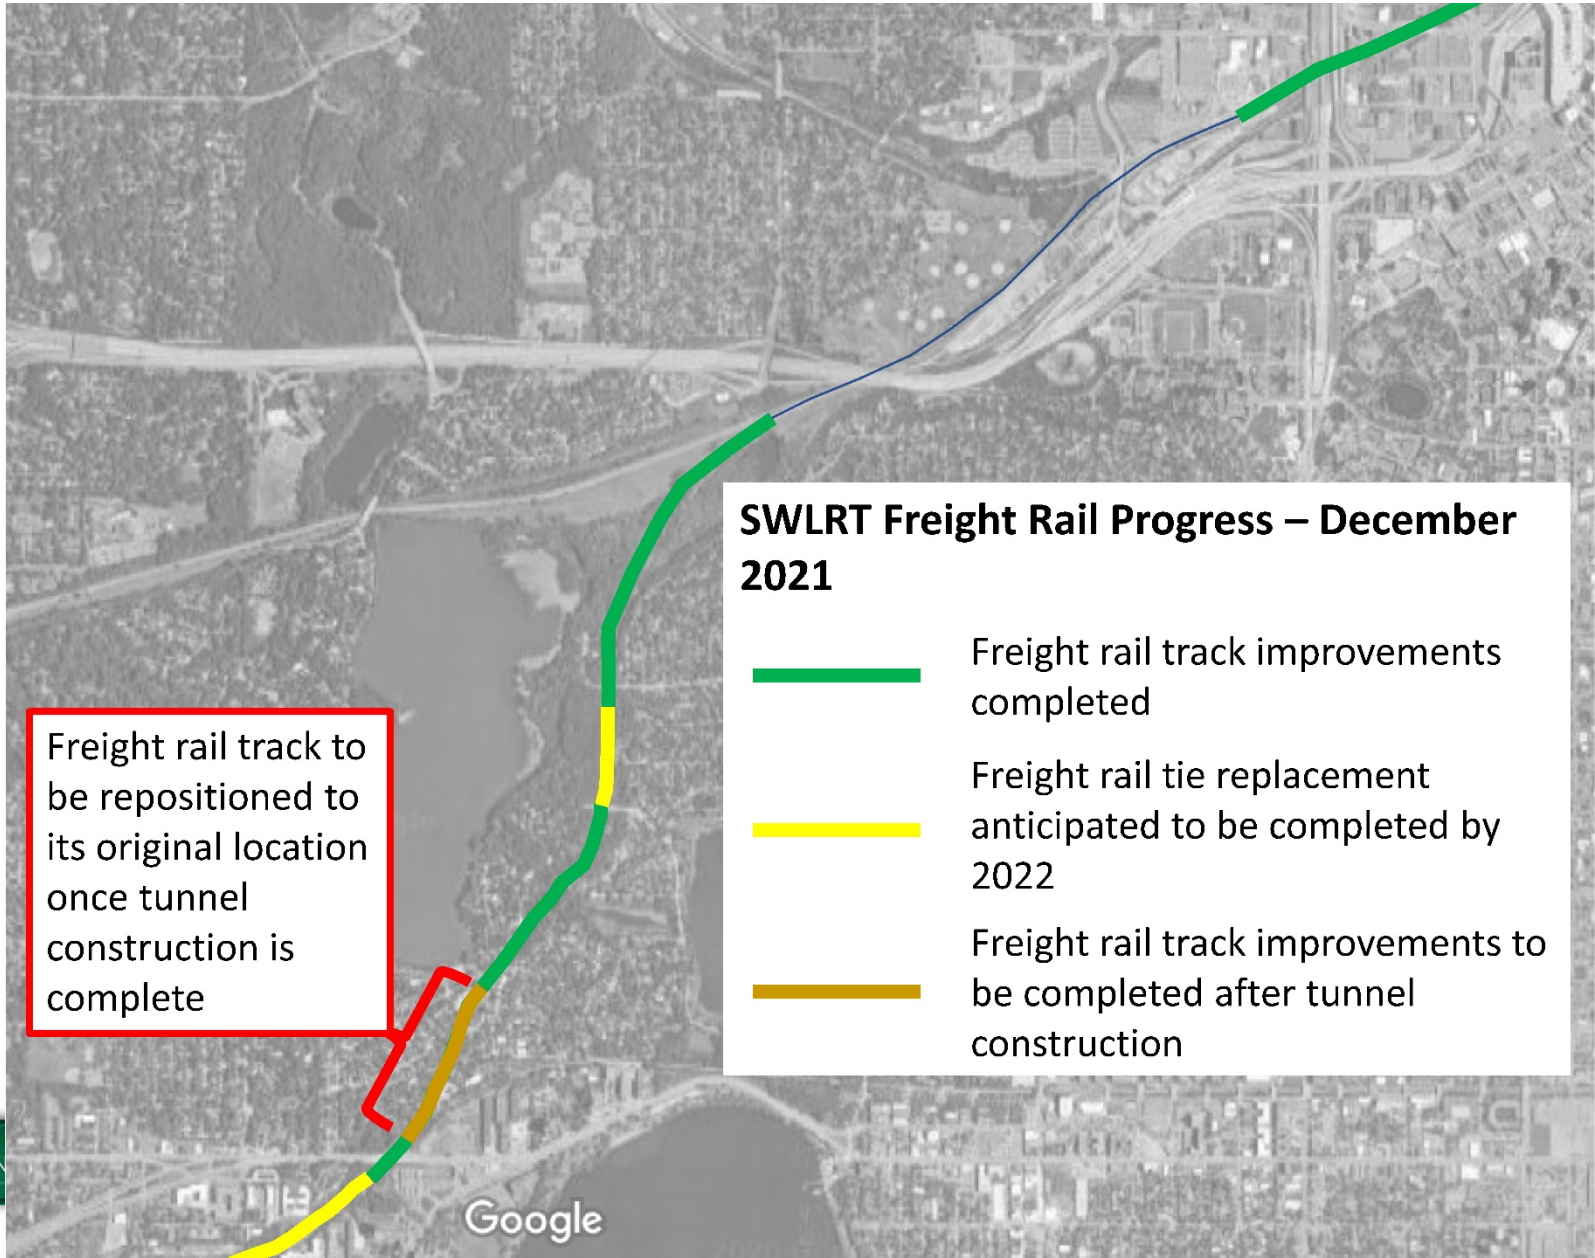 SWLRT Freight Rail Progress – December
2021
Freight rail track improvements
completed
Freight rail tie replacement
anticipated to be completed by
2022
Freight rail track improvements to
be completed after tunnel
construction
Freight rail track to
be repositioned to
its original location
once tunnel
construction is
complete
Google